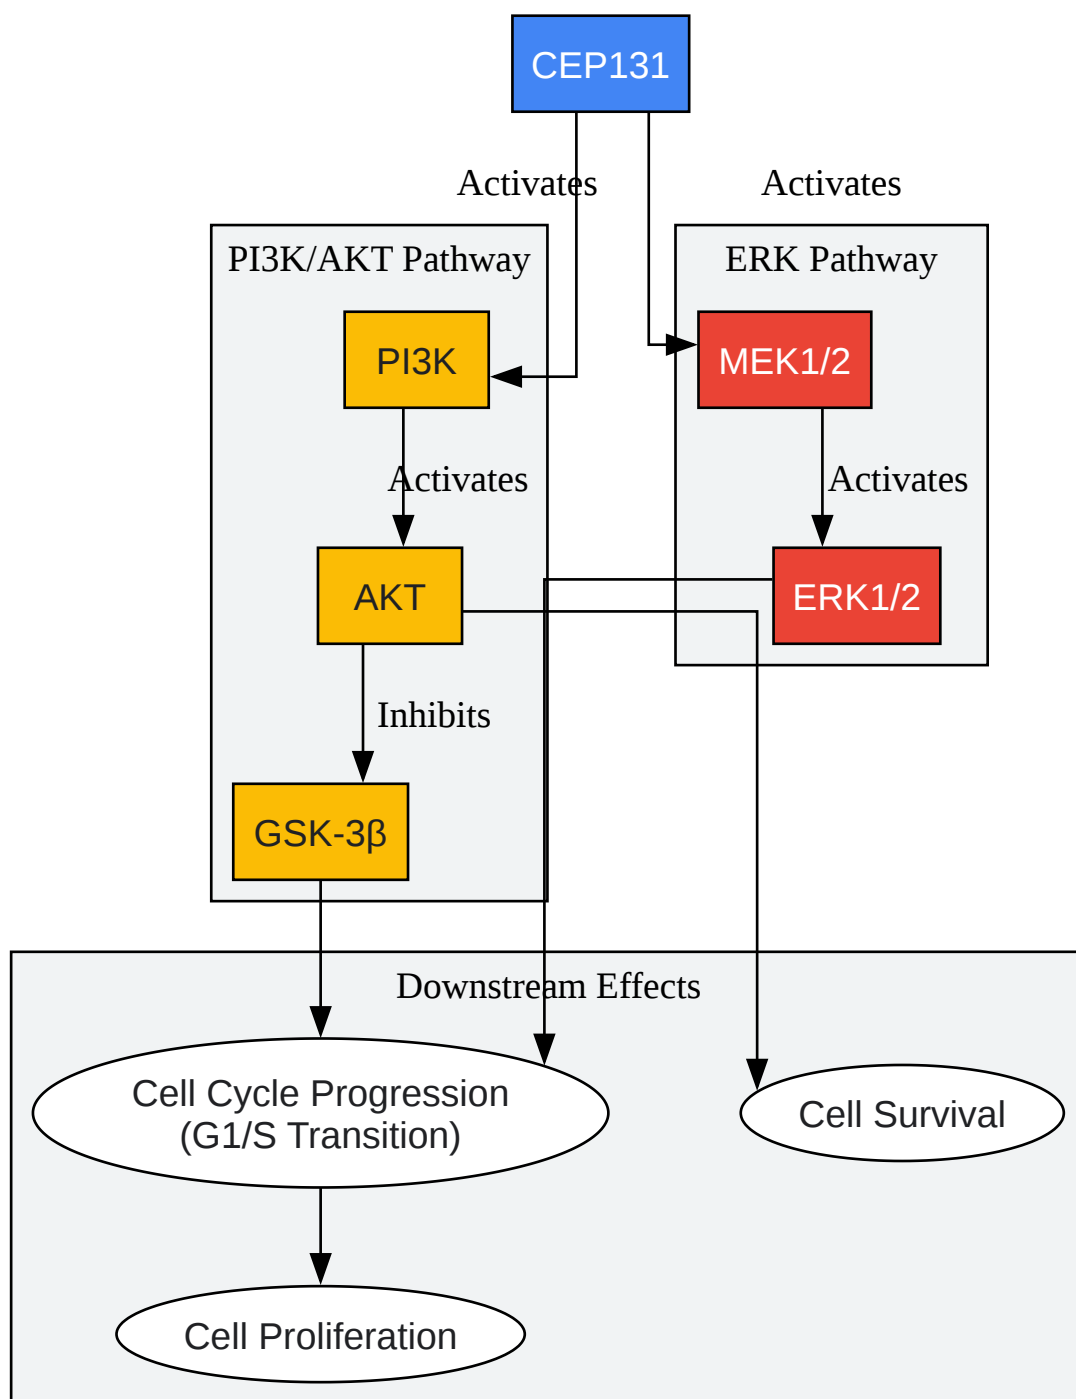 CEP131
Activates
Activates
PI3K/AKT Pathway
ERK Pathway
PI3K
MEK1/2
Activates
Activates
AKT
ERK1/2
Inhibits
GSK-3β
Downstream Effects
Cell Cycle Progression
(G1/S Transition)
Cell Survival
Cell Proliferation